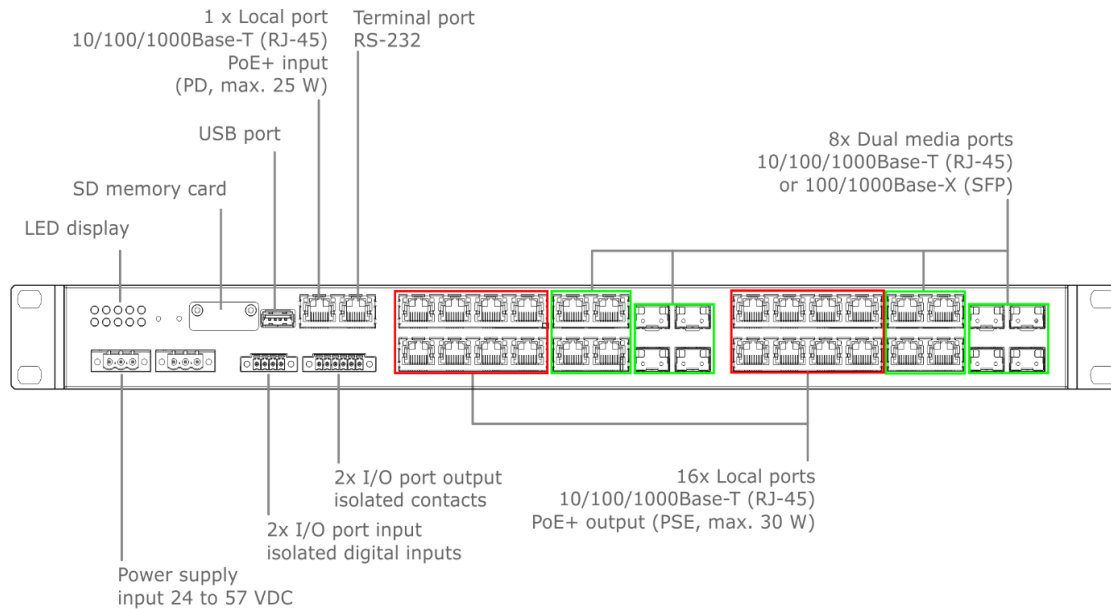 1 x Local port
10/100/1000Base-T (RJ-45)
PoE+ input
(PD, max. 25 W)
Terminal port
RS-232
USB port
SD memory card
LED display
8x Dual media ports
10/100/1000Base-T (RJ-45)
or 100/1000Base-X (SFP)
2x I/O port output
isolated contacts
2x I/O port input
isolated digital inputs
Power supply
input 24 to 57 VDC
16x Local ports
10/100/1000Base-T (RJ-45)
PoE+ output (PSE, max. 30 W)